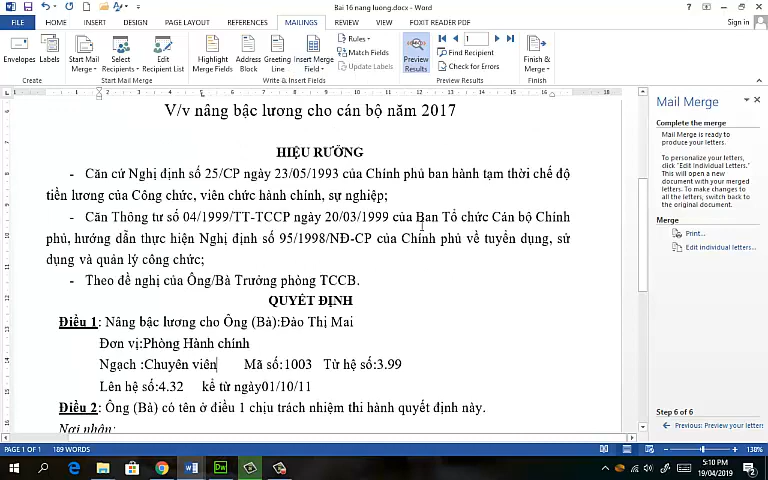 Bai 16 nang luong.docx - Word
FILE HOME INSERT DESIGN PAGE LAYOUT REFERENCES MAILINGS REVIEW VIEW FOXIT READER PDF Sign in
Envelopes Labels
Create
Start Mail Merge Select Recipients Edit Recipient List
Start Mail Merge
Highlight Merge Fields Address Block Greeting Line Insert Merge Field
Rules
Match Fields
Update Labels
Write & Insert Fields
Preview Results
1
Find Recipient
Check for Errors
Preview Results
Finish & Merge
Finish
V/v nâng bậc lương cho cán bộ năm 2017
HIỆU RƯỞNG
- Căn cứ Nghị định số 25/CP ngày 23/05/1993 của Chính phủ ban hành tạm thời chế độ
tiền lương của Công chức, viên chức hành chính, sự nghiệp;
- Căn Thông tư số 04/1999/TT-TCCP ngày 20/03/1999 của Ban Tổ chức Cán bộ Chính
phủ, hướng dẫn thực hiện Nghị định số 95/1998/NĐ-CP của Chính phủ về tuyển dụng, sử
dụng và quản lý công chức;
- Theo đề nghị của Ông/Bà Trưởng phòng TCCB.
QUYẾT ĐỊNH
Điều 1: Nâng bậc lương cho Ông (Bà):Đào Thị Mai
Đơn vị:Phòng Hành chính
Ngạch :Chuyên viên Mã số:1003 Từ hệ số:3.99
Lên hệ số:4.32 kể từ ngày01/10/11
Điều 2: Ông (Bà) có tên ở điều 1 chịu trách nhiệm thi hành quyết định này.
Nơi nhận:
Mail Merge
Complete the merge
Mail Merge is ready to
produce your letters.
To personalize your letters,
click "Edit Individual Letters."
This will open a new
document with your merged
letters. To make changes to
all the letters, switch back to
the original document.
Merge
Print...
Edit individual letters...
Step 6 of 6
Previous: Preview your letters
PAGE 1 OF 1 189 WORDS 138%
5:10 PM
19/04/2019